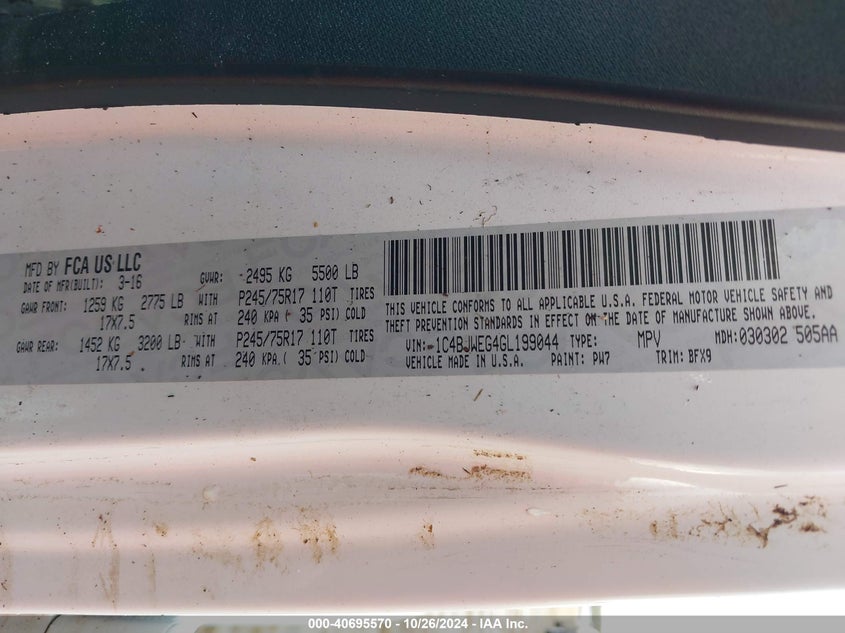 MFD BY FCA US LLC
DATE OF MFR(BUILT): 3-16 GVWR: 2495 KG 5500 LB
GAWR FRONT: 1259 KG 2775 LB WITH P245/75R17 110T TIRES
17X7.5 RIMS AT 240 KPA ( 35 PSI) COLD
GAWR REAR: 1452 KG 3200 LB WITH P245/75R17 110T TIRES
17X7.5 RIMS AT 240 KPA ( 35 PSI) COLD
THIS VEHICLE CONFORMS TO ALL APPLICABLE U.S.A. FEDERAL MOTOR VEHICLE SAFETY AND
THEFT PREVENTION STANDARDS IN EFFECT ON THE DATE OF MANUFACTURE SHOWN ABOVE.
VIN: 1C4BJWEG4GL199044 TYPE: MPV MDH: 030302 505AA
VEHICLE MADE IN U.S.A. PAINT: PW7 TRIM: BFX9
000-40695570 - 10/26/2024 - IAA Inc.